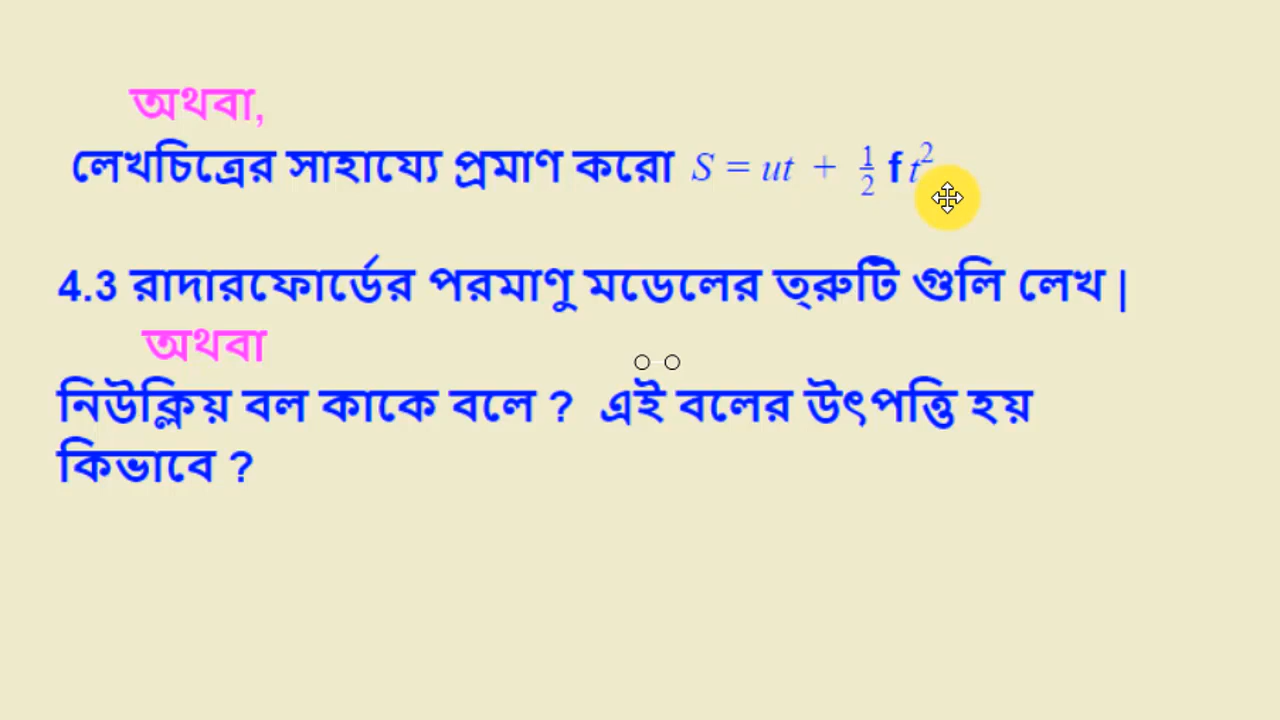 অথবা,
লেখচিত্রের সাহায্যে প্রমাণ করো S = ut + ½ f t²
4.3 রাদারফোর্ডের পরমাণু মডেলের ত্‌রুটি গুলি লেখ |
অথবা
নিউক্লিয় বল কাকে বলে ? এই বলের উৎপত্তি হয়
কিভাবে ?